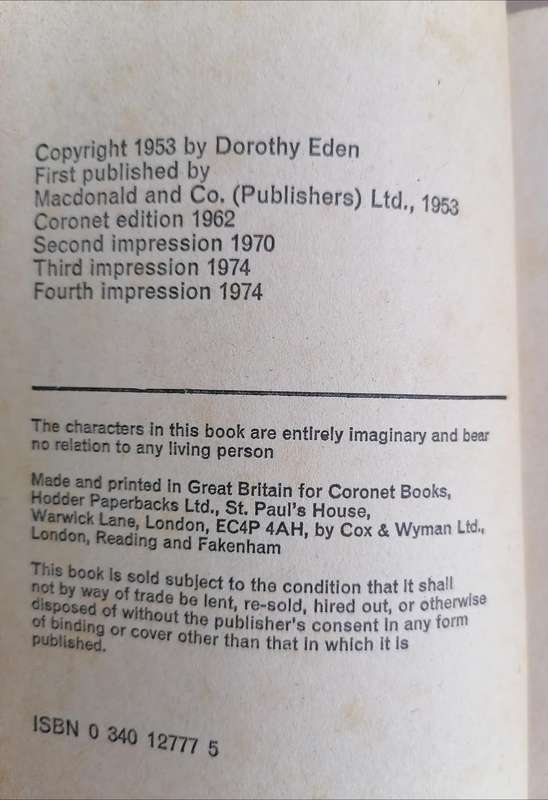 Copyright 1953 by Dorothy Eden
First published by
Macdonald and Co. (Publishers) Ltd., 1953
Coronet edition 1962
Second impression 1970
Third impression 1974
Fourth impression 1974
The characters in this book are entirely imaginary and bear
no relation to any living person
Made and printed in Great Britain for Coronet Books,
Hodder Paperbacks Ltd., St. Paul's House,
Warwick Lane, London, EC4P 4AH, by Cox & Wyman Ltd.,
London, Reading and Fakenham
This book is sold subject to the condition that it shall
not by way of trade be lent, re-sold, hired out, or otherwise
disposed of without the publisher's consent in any form
of binding or cover other than that in which it is
published.
ISBN 0 340 12777 5